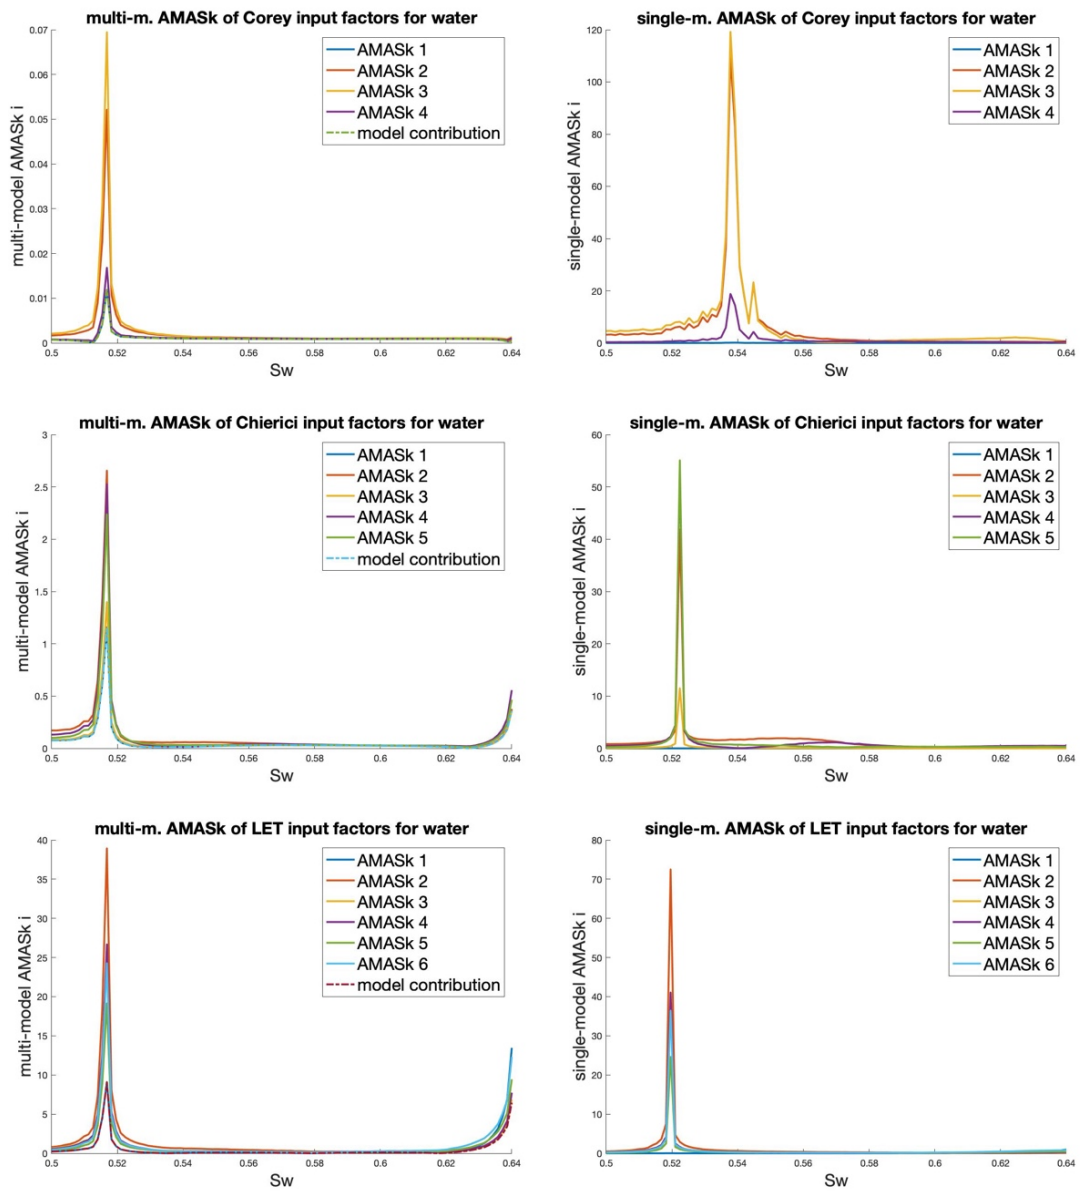 multi-m. AMASk of Corey input factors for water
multi-model AMASk i
0.07
0.06
0.05
0.04
0.03
0.02
0.01
0
0.5 0.52 0.54 0.56 0.58 0.6 0.62 0.64
Sw
AMASk 1
AMASk 2
AMASk 3
AMASk 4
model contribution
single-m. AMASk of Corey input factors for water
single-model AMASk i
120
100
80
60
40
20
0
0.5 0.52 0.54 0.56 0.58 0.6 0.62 0.64
Sw
AMASk 1
AMASk 2
AMASk 3
AMASk 4
multi-m. AMASk of Chierici input factors for water
multi-model AMASk i
3
2.5
2
1.5
1
0.5
0
0.5 0.52 0.54 0.56 0.58 0.6 0.62 0.64
Sw
AMASk 1
AMASk 2
AMASk 3
AMASk 4
AMASk 5
model contribution
single-m. AMASk of Chierici input factors for water
single-model AMASk i
60
50
40
30
20
10
0
0.5 0.52 0.54 0.56 0.58 0.6 0.62 0.64
Sw
AMASk 1
AMASk 2
AMASk 3
AMASk 4
AMASk 5
multi-m. AMASk of LET input factors for water
multi-model AMASk i
40
35
30
25
20
15
10
5
0
0.5 0.52 0.54 0.56 0.58 0.6 0.62 0.64
Sw
AMASk 1
AMASk 2
AMASk 3
AMASk 4
AMASk 5
AMASk 6
model contribution
single-m. AMASk of LET input factors for water
single-model AMASk i
80
70
60
50
40
30
20
10
0
0.5 0.52 0.54 0.56 0.58 0.6 0.62 0.64
Sw
AMASk 1
AMASk 2
AMASk 3
AMASk 4
AMASk 5
AMASk 6